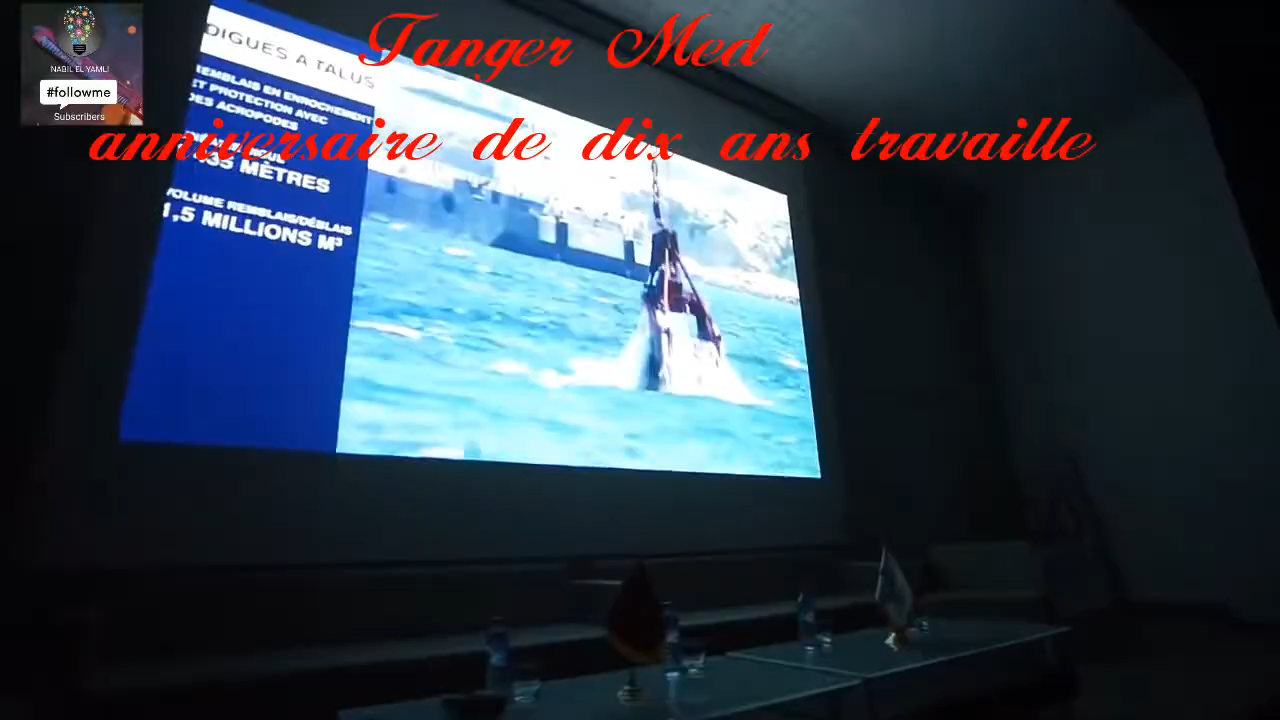 Tanger Med
anniversaire de dix ans travaille
NABIL EL YAMLI
#followme
Subscribers
DIGUES A TALUS
REMBLAIS EN ENROCHEMENT
ET PROTECTION AVEC
DES ACROPODES
35 MÈTRES
VOLUME REMBLAIS/DÉBLAIS
1,5 MILLIONS M³